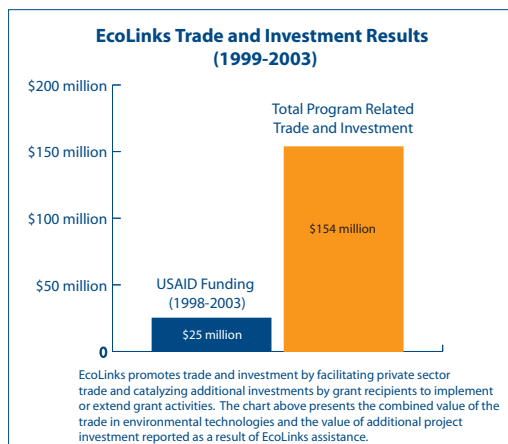 EcoLinks Trade and Investment Results
(1999-2003)
$200 million
Total Program Related
Trade and Investment
$150 million
$100 million
$154 million
USAID Funding
(1998-2003)
$50 million
$25 million
0
EcoLinks promotes trade and investment by facilitating private sector
trade and catalyzing additional investments by grant recipients to implement
or extend grant activities. The chart above presents the combined value of the
trade in environmental technologies and the value of additional project
investment reported as a result of EcoLinks assistance.